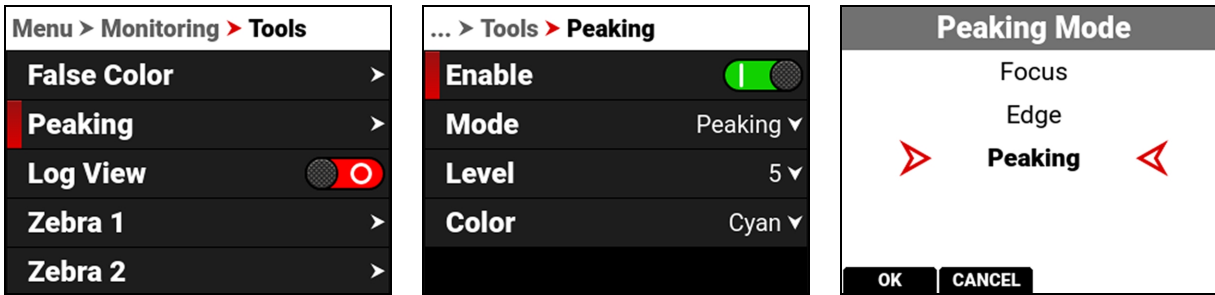 Menu > Monitoring > Tools
False Color >
Peaking >
Log View
Zebra 1 >
Zebra 2 >
... > Tools > Peaking
Enable
Mode Peaking
Level 5
Color Cyan
Peaking Mode
Focus
Edge
Peaking
OK CANCEL